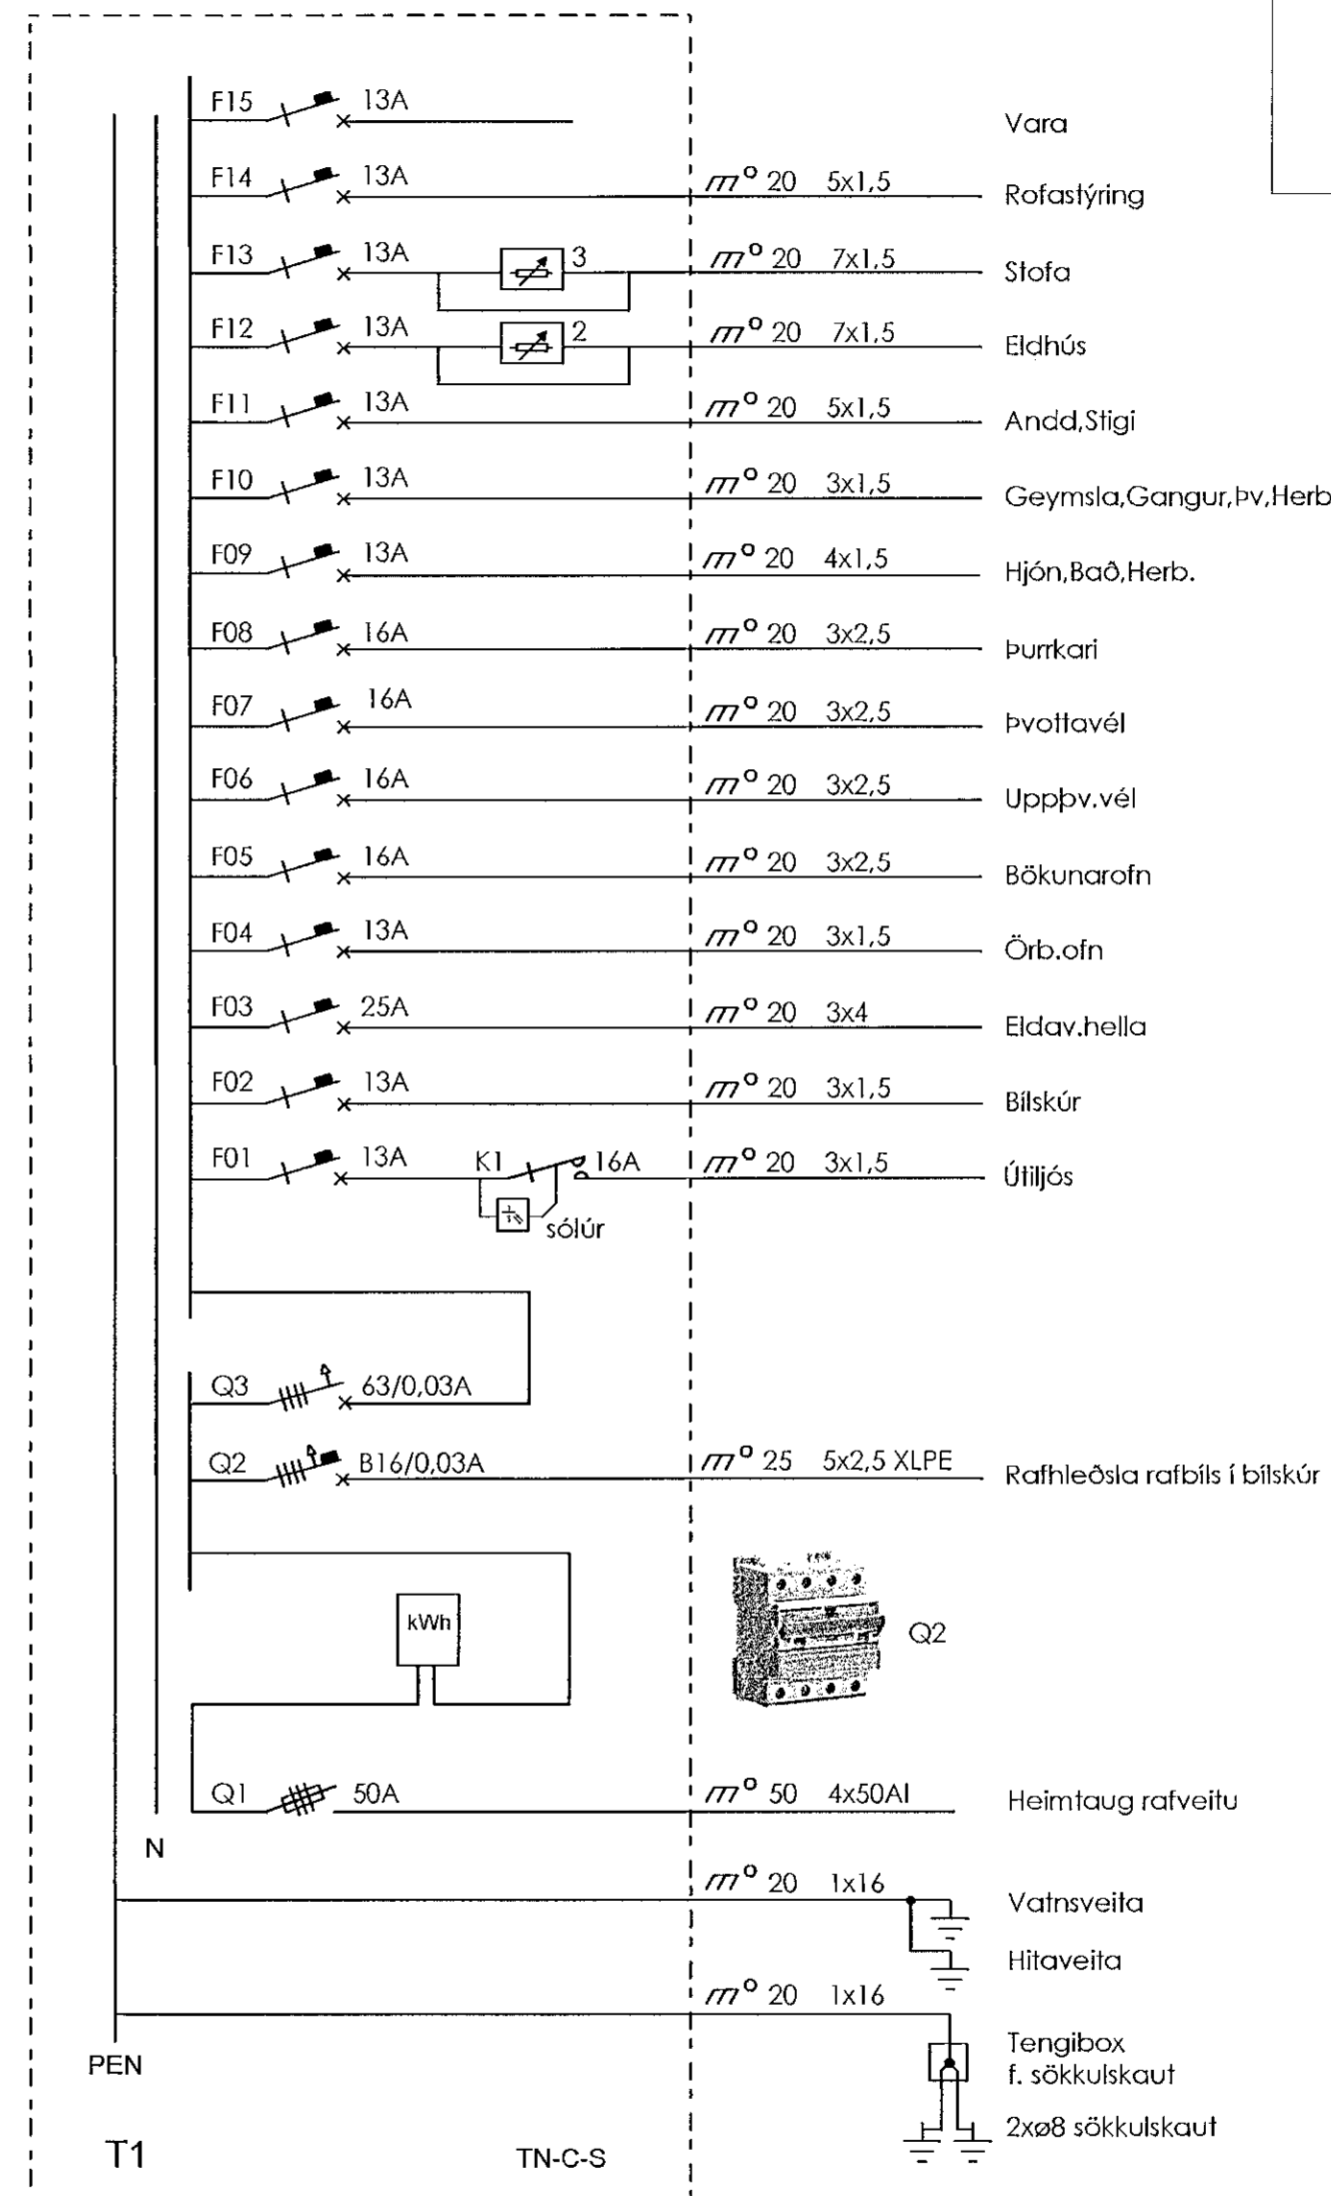 F15 13A Vara
F14 13A 20 5x1,5 Rofastýring
F13 13A 3 20 7x1,5 Stofa
F12 13A 2 20 7x1,5 Eldhús
F11 13A 20 5x1,5 Andd,Stigi
F10 13A 20 3x1,5 Geymsla,Gangur,Þv,Herb
F09 13A 20 4x1,5 Hjón,Bað,Herb.
F08 16A 20 3x2,5 Þurrkari
F07 16A 20 3x2,5 Þvottavél
F06 16A 20 3x2,5 Uppþv.vél
F05 16A 20 3x2,5 Bökunarofn
F04 13A 20 3x1,5 Örb.ofn
F03 25A 20 3x4 Eldav.hella
F02 13A 20 3x1,5 Bílskúr
F01 13A K1 16A 20 3x1,5 Útiljós
sólúr
Q3 63/0,03A
Q2 B16/0,03A 25 5x2,5 XLPE Rafhleðsla rafbíls í bílskúr
kWh
Q2
Q1 50A 50 4x50Al Heimtaug rafveitu
N
20 1x16 Vatnsveita
Hitaveita
20 1x16
PEN
Tengibox
f. sökkulskaut
2xø8 sökkulskaut
T1 TN-C-S